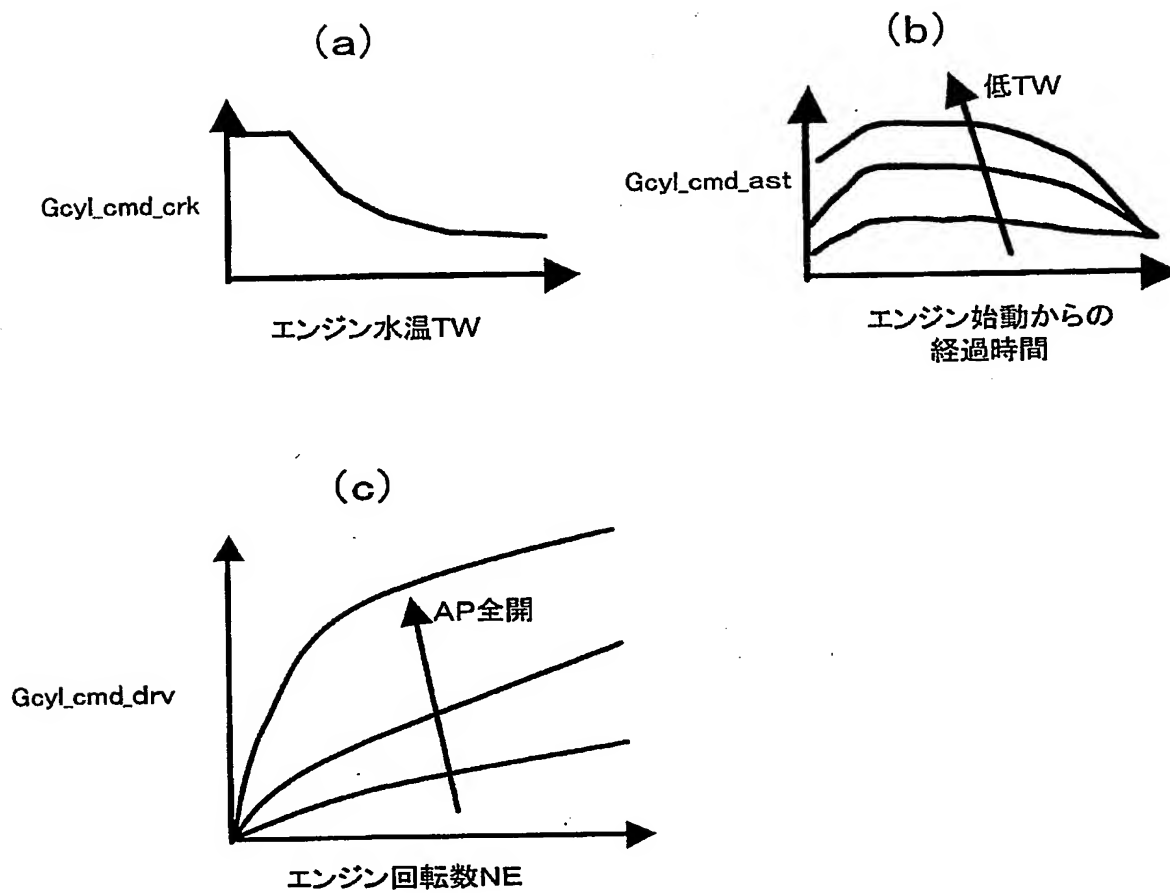 (a)
Gcyl_cmd_crk
エンジン水温TW
(b)
低TW
Gcyl_cmd_ast
エンジン始動からの
経過時間
(c)
AP全開
Gcyl_cmd_drv
エンジン回転数NE